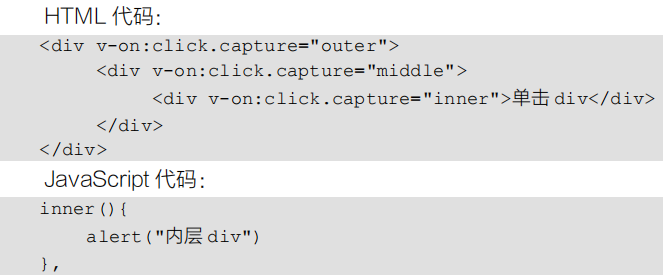 HTML 代码：
<div v-on:click.capture="outer">
<div v-on:click.capture="middle">
<div v-on:click.capture="inner">单击 div</div>
</div>
</div>
JavaScript 代码：
inner(){
alert("内层 div")
},